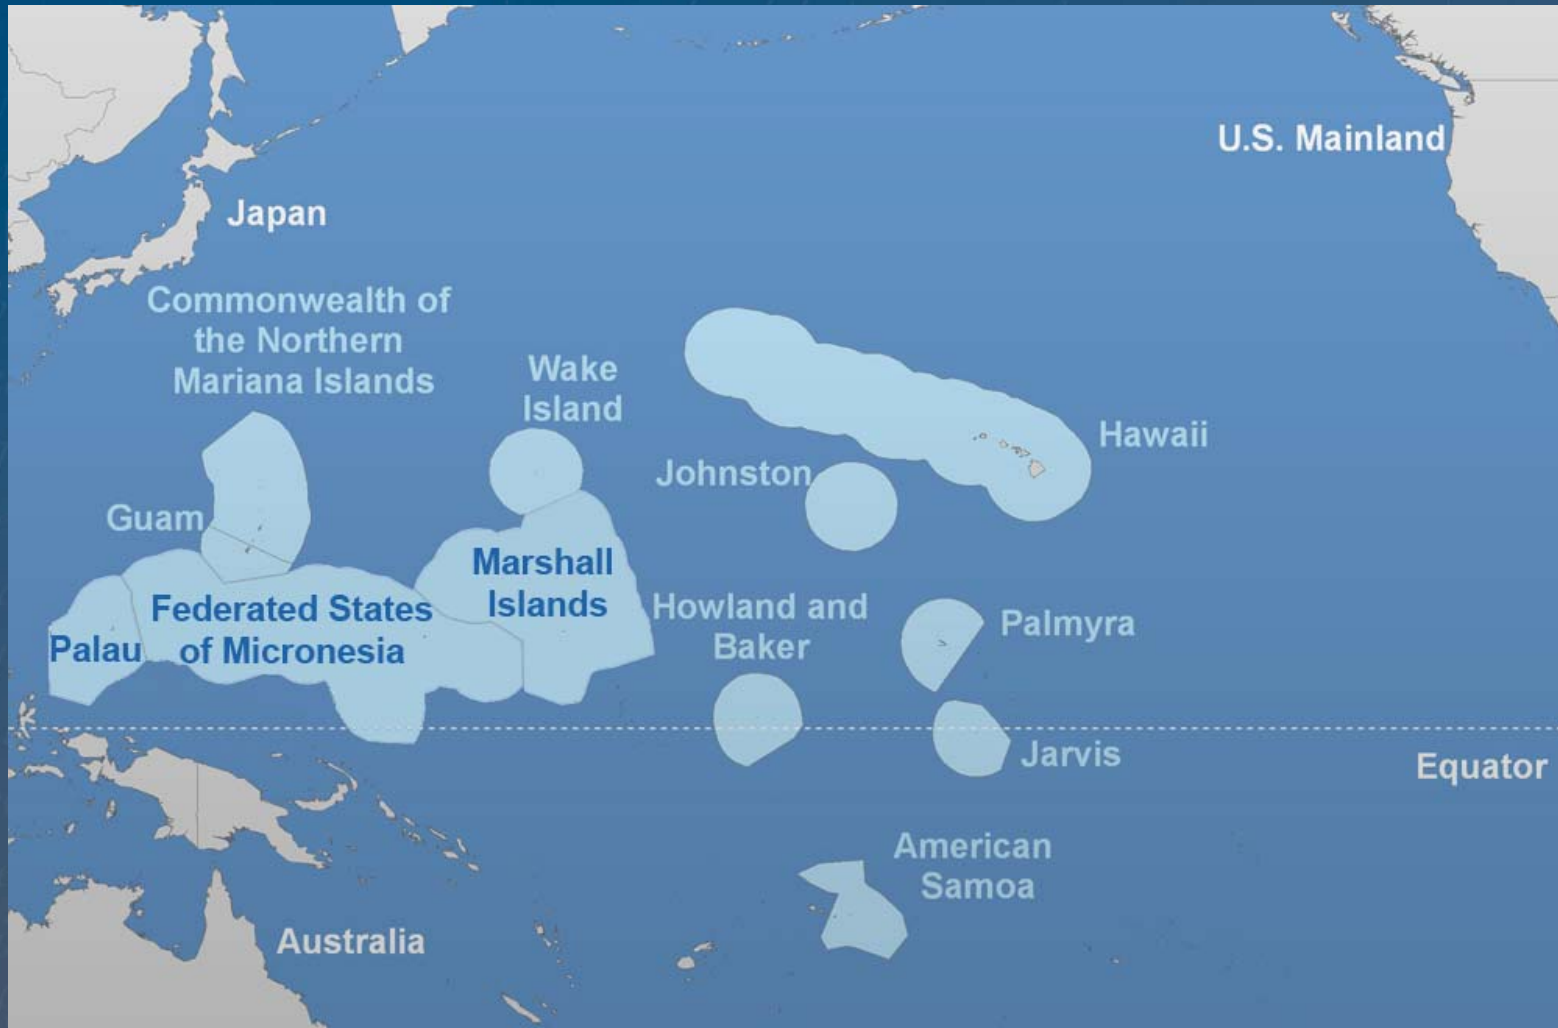 U.S. Mainland
Japan
Commonwealth of
the Northern
Mariana Islands
Wake
Island
Hawaii
Johnston
Guam
Marshall
Islands
Federated States
of Micronesia
Palau
Howland and
Baker
Palmyra
Jarvis
Equator
American
Samoa
Australia